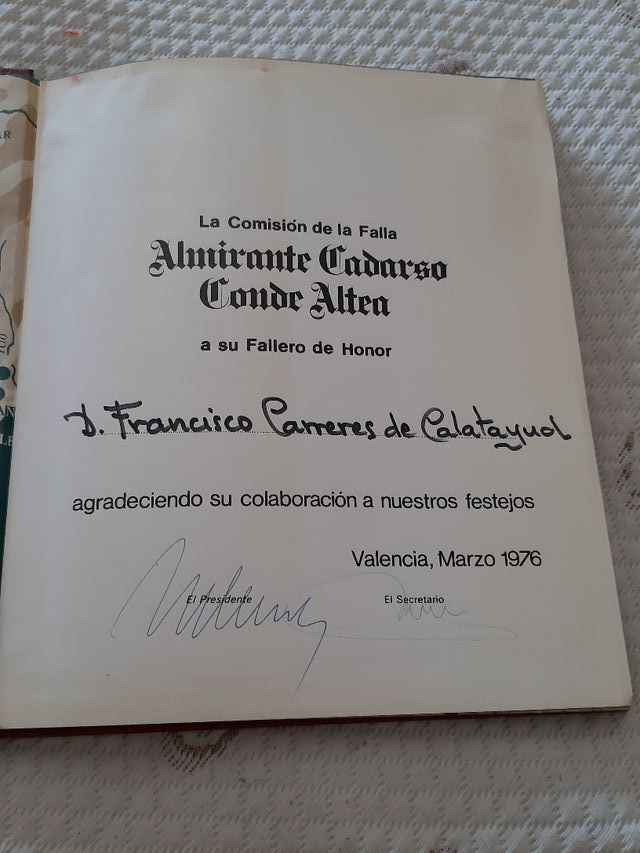 La Comisión de la Falla
Almirante Cadarso
Conde Altea
a su Fallero de Honor
D. Francisco Carreres de Calatayud
agradeciendo su colaboración a nuestros festejos
Valencia, Marzo 1976
El Presidente
El Secretario